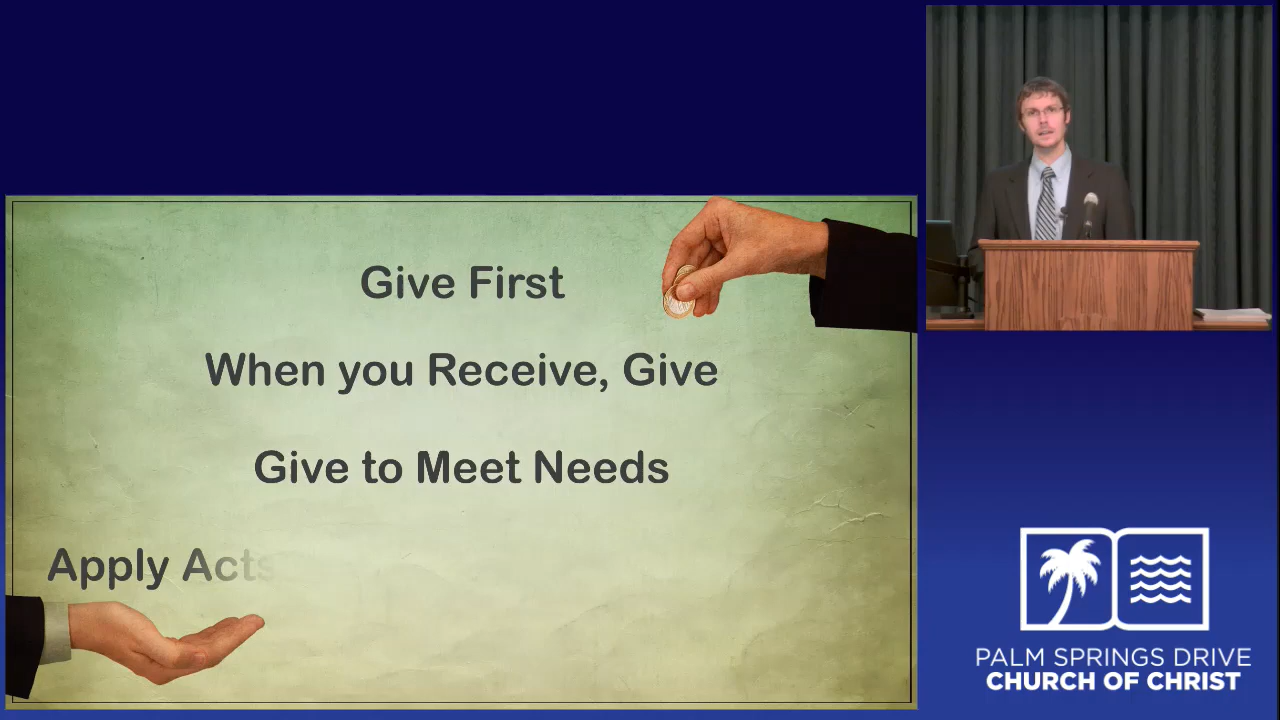 Give First
When you Receive, Give
Give to Meet Needs
Apply Acts
PALM SPRINGS DRIVE
CHURCH OF CHRIST